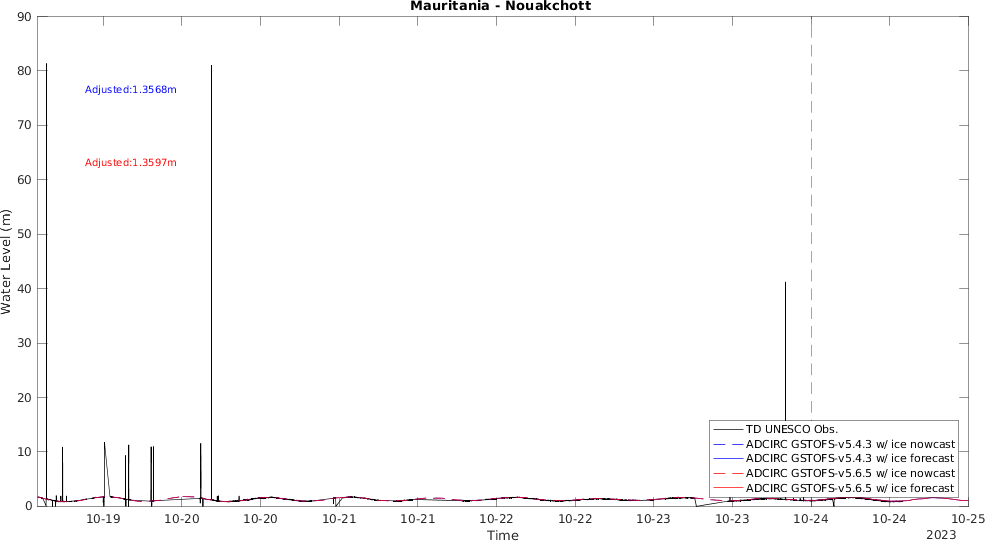 Mauritania - Nouakchott
90
80
70
60
50
40
30
20
10
0
Water Level (m)
Adjusted:1.3568m
Adjusted:1.3597m
TD UNESCO Obs.
ADCIRC GSTOFS-v5.4.3 w/ ice nowcast
ADCIRC GSTOFS-v5.4.3 w/ ice forecast
ADCIRC GSTOFS-v5.6.5 w/ ice nowcast
ADCIRC GSTOFS-v5.6.5 w/ ice forecast
10-19 10-20 10-20 10-21 10-21 10-22 10-22 10-23 10-23 10-24 10-24 10-25
Time
2023